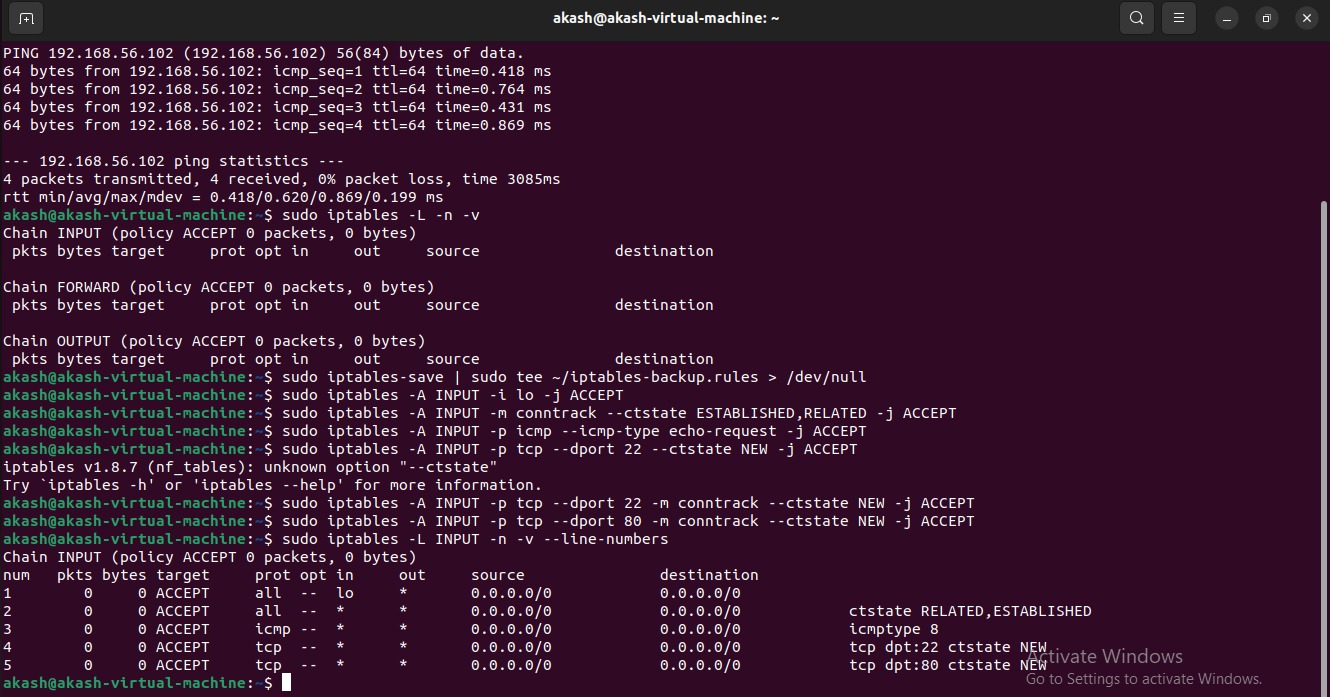 akash@akash-virtual-machine: ~
PING 192.168.56.102 (192.168.56.102) 56(84) bytes of data.
64 bytes from 192.168.56.102: icmp_seq=1 ttl=64 time=0.418 ms
64 bytes from 192.168.56.102: icmp_seq=2 ttl=64 time=0.764 ms
64 bytes from 192.168.56.102: icmp_seq=3 ttl=64 time=0.431 ms
64 bytes from 192.168.56.102: icmp_seq=4 ttl=64 time=0.869 ms

--- 192.168.56.102 ping statistics ---
4 packets transmitted, 4 received, 0% packet loss, time 3085ms
rtt min/avg/max/mdev = 0.418/0.620/0.869/0.199 ms
akash@akash-virtual-machine:~$ sudo iptables -L -n -v
Chain INPUT (policy ACCEPT 0 packets, 0 bytes)
 pkts bytes target     prot opt in     out     source               destination

Chain FORWARD (policy ACCEPT 0 packets, 0 bytes)
 pkts bytes target     prot opt in     out     source               destination

Chain OUTPUT (policy ACCEPT 0 packets, 0 bytes)
 pkts bytes target     prot opt in     out     source               destination
akash@akash-virtual-machine:~$ sudo iptables-save | sudo tee ~/iptables-backup.rules > /dev/null
akash@akash-virtual-machine:~$ sudo iptables -A INPUT -i lo -j ACCEPT
akash@akash-virtual-machine:~$ sudo iptables -A INPUT -m conntrack --ctstate ESTABLISHED,RELATED -j ACCEPT
akash@akash-virtual-machine:~$ sudo iptables -A INPUT -p icmp --icmp-type echo-request -j ACCEPT
akash@akash-virtual-machine:~$ sudo iptables -A INPUT -p tcp --dport 22 --ctstate NEW -j ACCEPT
iptables v1.8.7 (nf_tables): unknown option "--ctstate"
Try `iptables -h' or 'iptables --help' for more information.
akash@akash-virtual-machine:~$ sudo iptables -A INPUT -p tcp --dport 22 -m conntrack --ctstate NEW -j ACCEPT
akash@akash-virtual-machine:~$ sudo iptables -A INPUT -p tcp --dport 80 -m conntrack --ctstate NEW -j ACCEPT
akash@akash-virtual-machine:~$ sudo iptables -L INPUT -n -v --line-numbers
Chain INPUT (policy ACCEPT 0 packets, 0 bytes)
num   pkts bytes target     prot opt in     out     source               destination
1        0     0 ACCEPT     all  --  lo     *       0.0.0.0/0            0.0.0.0/0
2        0     0 ACCEPT     all  --  *      *       0.0.0.0/0            0.0.0.0/0            ctstate RELATED,ESTABLISHED
3        0     0 ACCEPT     icmp --  *      *       0.0.0.0/0            0.0.0.0/0            icmptype 8
4        0     0 ACCEPT     tcp  --  *      *       0.0.0.0/0            0.0.0.0/0            tcp dpt:22 ctstate NEW
5        0     0 ACCEPT     tcp  --  *      *       0.0.0.0/0            0.0.0.0/0            tcp dpt:80 ctstate NEW
akash@akash-virtual-machine:~$
Activate Windows
Go to Settings to activate Windows.